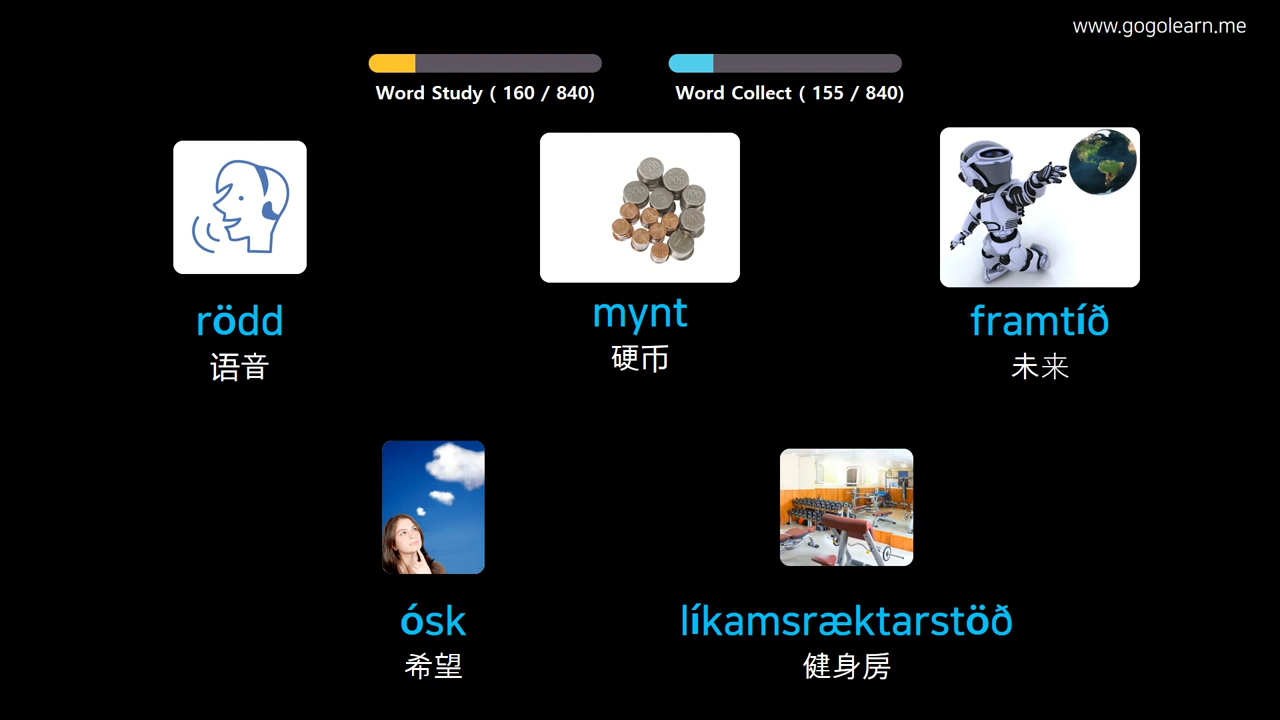 www.gogolearn.me
Word Study ( 160 / 840)
Word Collect ( 155 / 840)
rödd
语音
mynt
硬币
framtíð
未来
ósk
希望
líkamsræktarstöð
健身房